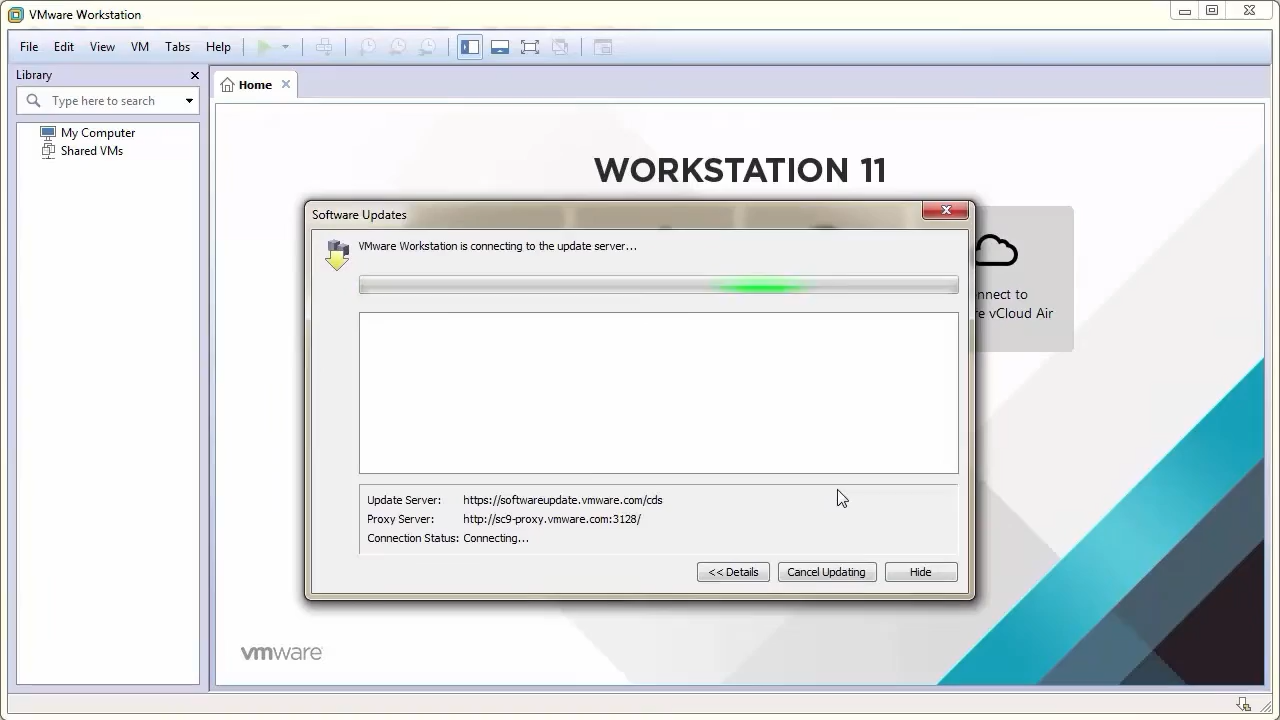 VMware Workstation
File Edit View VM Tabs Help
Library
Type here to search
My Computer
Shared VMs
Home
WORKSTATION 11
Software Updates
VMware Workstation is connecting to the update server...
nnect to
re vCloud Air
Update Server: https://softwareupdate.vmware.com/cds
Proxy Server: http://sc9-proxy.vmware.com:3128/
Connection Status: Connecting...
<< Details Cancel Updating Hide
vmware